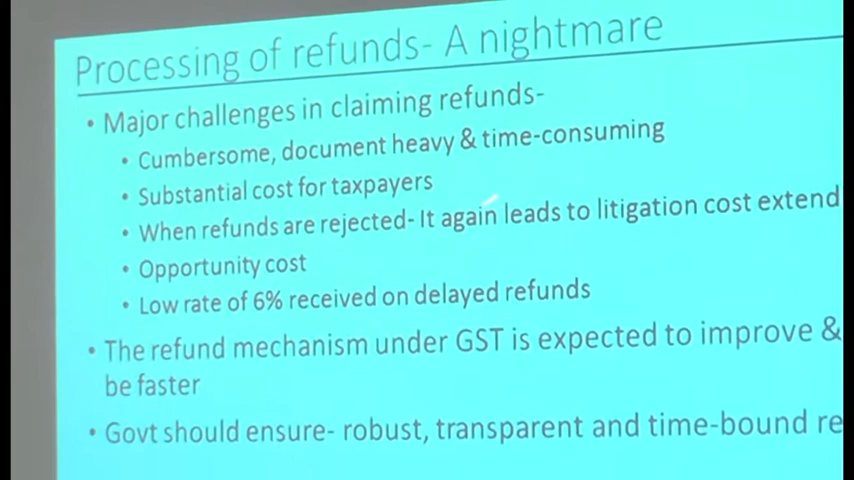 Processing of refunds- A nightmare
• Major challenges in claiming refunds-
• Cumbersome, document heavy & time-consuming
• Substantial cost for taxpayers
• When refunds are rejected- It again leads to litigation cost extend
• Opportunity cost
• Low rate of 6% received on delayed refunds
• The refund mechanism under GST is expected to improve &
be faster
• Govt should ensure- robust, transparent and time-bound re